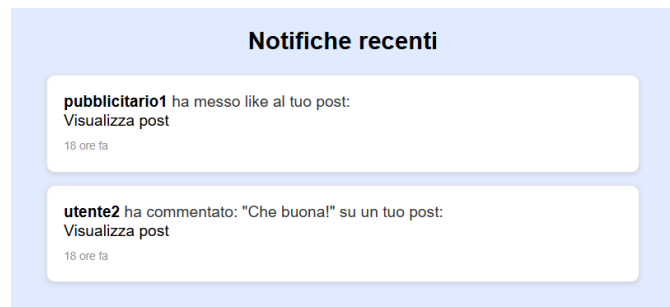 Notifiche recenti
pubblicitario1 ha messo like al tuo post:
Visualizza post
18 ore fa
utente2 ha commentato: "Che buona!" su un tuo post:
Visualizza post
18 ore fa